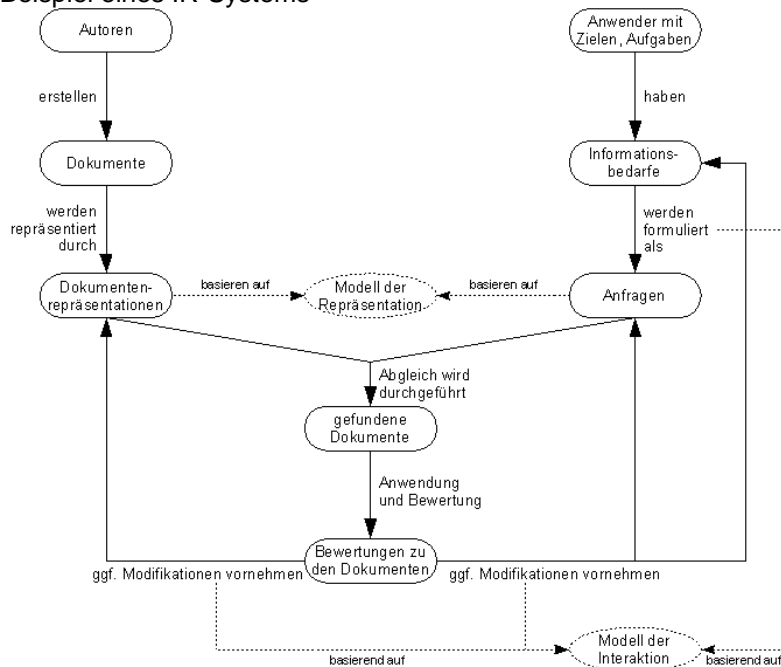 Beispiel eines IR-Systems
Autoren
Anwender mit
Zielen, Aufgaben
erstellen
haben
Dokumente
Informations-
bedarfe
werden
repräsentiert
durch
werden
formuliert
als
Dokumenten-
repräsentationen
basieren auf
Modell der
Repräsentation
basieren auf
Anfragen
Abgleich wird
durchgeführt
gefundene
Dokumente
Anwendung
und Bewertung
Bewertungen zu
den Dokumenten
ggf. Modifikationen vornehmen
ggf. Modifikationen vornehmen
basierend auf
Modell der
Interaktion
basierend auf